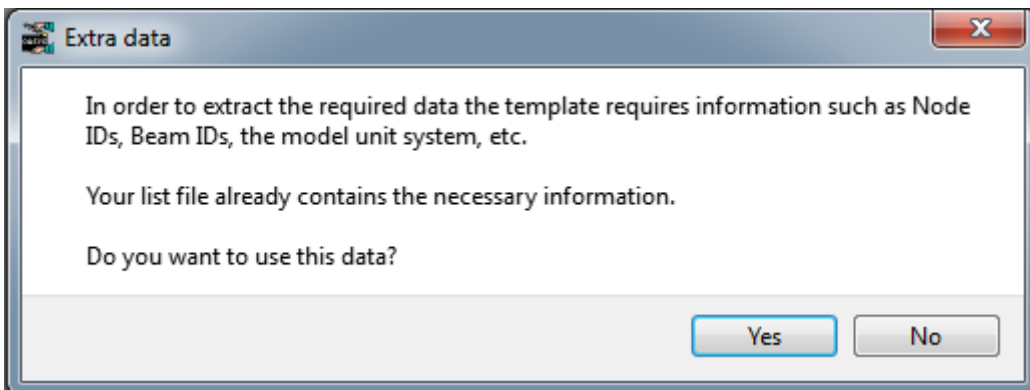 Extra data
In order to extract the required data the template requires information such as Node
IDs, Beam IDs, the model unit system, etc.
Your list file already contains the necessary information.
Do you want to use this data?
Yes
No